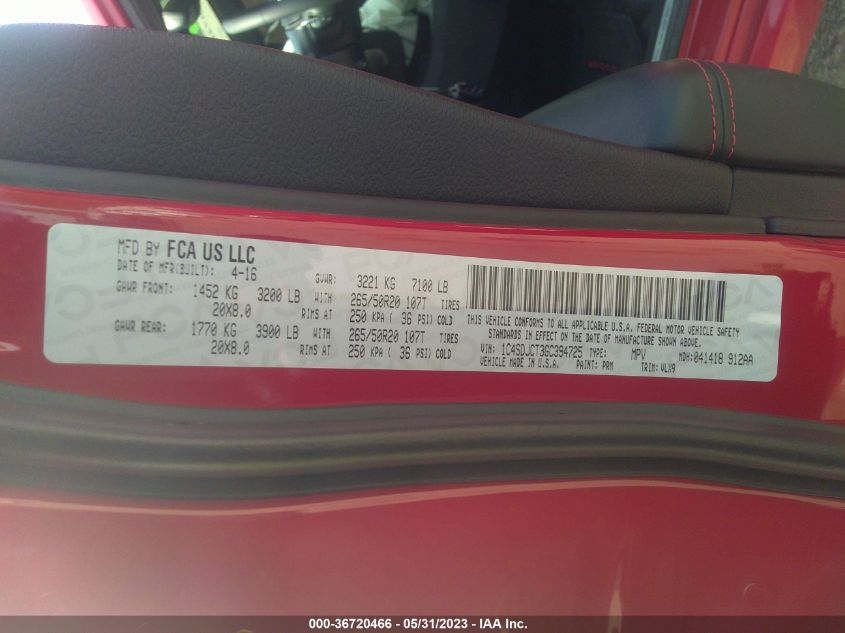 MFD BY FCA US LLC
DATE OF MFR(BUILT): 4-16 GVWR: 3221 KG 7100 LB
GAWR FRONT: 1452 KG 3200 LB WITH 265/50R20 107T TIRES
20X8.0 RIMS AT 250 KPA ( 36 PSI) COLD
GAWR REAR: 1770 KG 3900 LB WITH 265/50R20 107T TIRES
20X8.0 RIMS AT 250 KPA ( 36 PSI) COLD
THIS VEHICLE CONFORMS TO ALL APPLICABLE U.S.A. FEDERAL MOTOR VEHICLE SAFETY
STANDARDS IN EFFECT ON THE DATE OF MANUFACTURE SHOWN ABOVE.
VIN: 1C4SDJCT3GC394725 TYPE: MPV MDH: 041418 912AA
VEHICLE MADE IN U.S.A. PAINT: PRM TRIM: VLX9
000-36720466 - 05/31/2023 - IAA Inc.